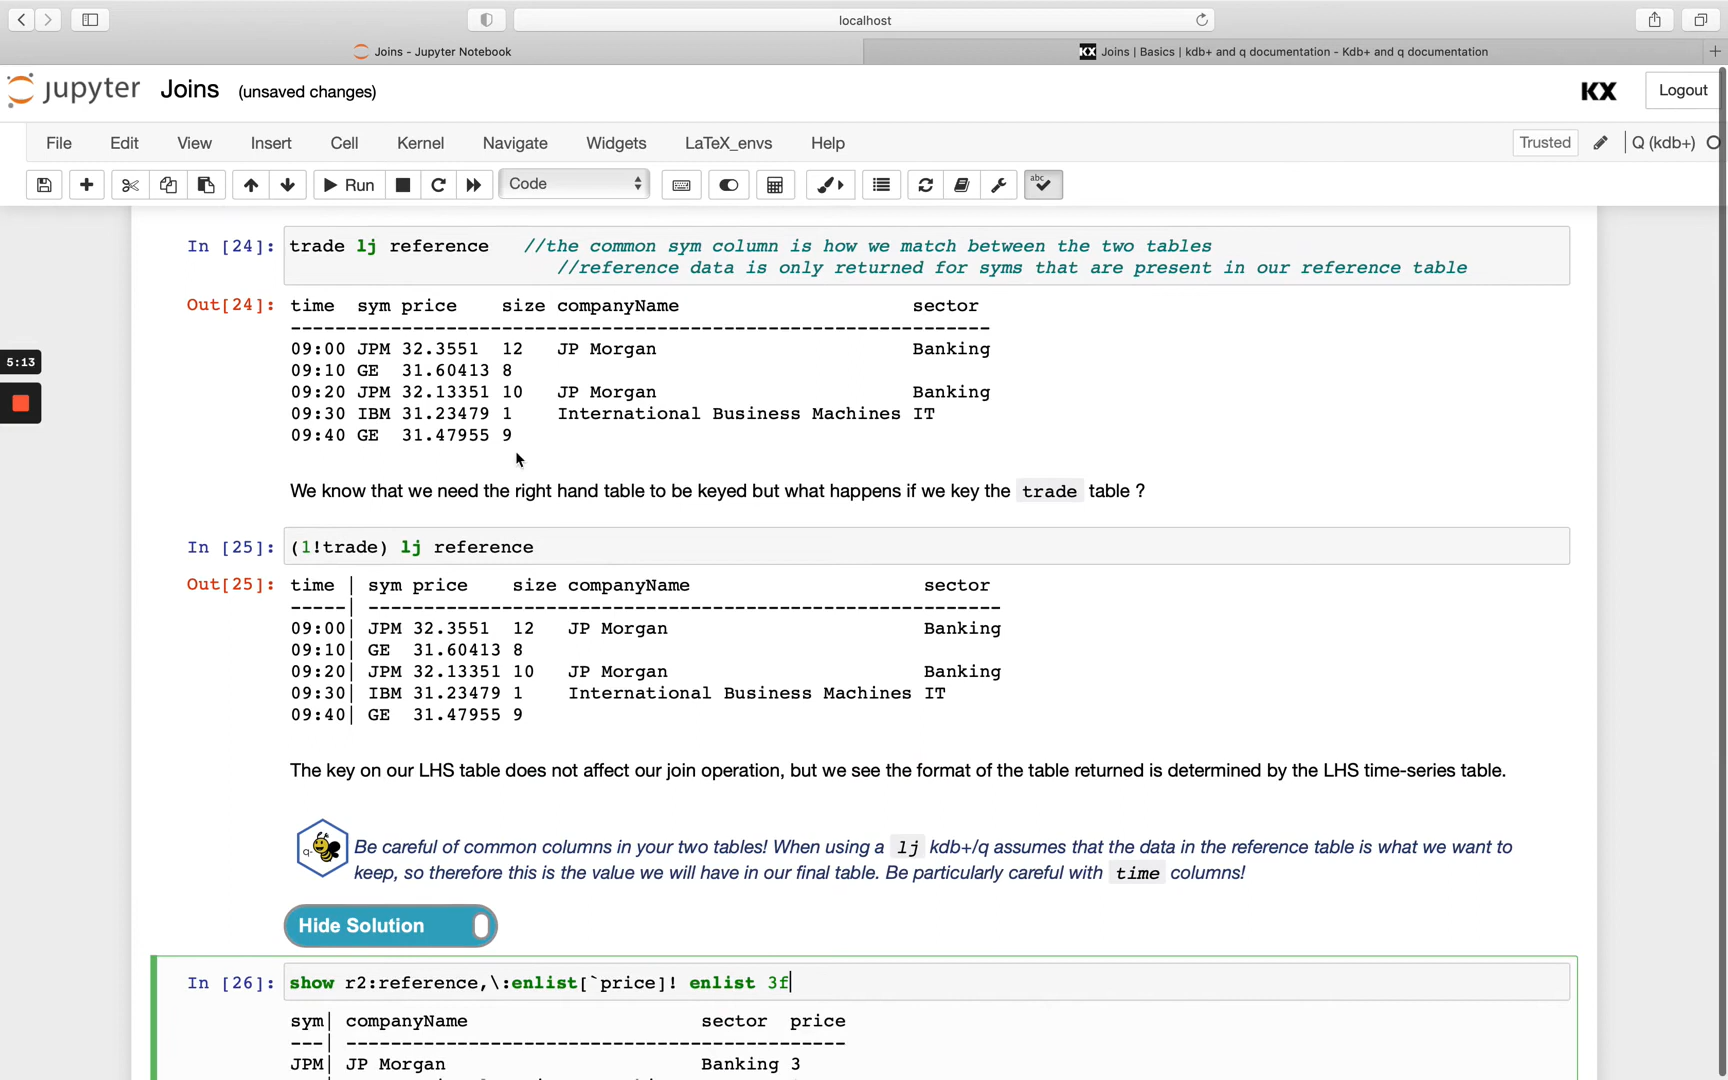 localhost
Joins - Jupyter Notebook
KX Joins | Basics | kdb+ and q documentation - Kdb+ and q documentation
jupyter Joins (unsaved changes)
KX
Logout
File Edit View Insert Cell Kernel Navigate Widgets LaTeX_envs Help
Trusted
Q (kdb+)
Run
Code
abc
In [24]: trade lj reference //the common sym column is how we match between the two tables
//reference data is only returned for syms that are present in our reference table
Out[24]: time sym price size companyName sector
-----------------------------------------------------------------
09:00 JPM 32.3551 12 JP Morgan Banking
09:10 GE 31.60413 8
09:20 JPM 32.13351 10 JP Morgan Banking
09:30 IBM 31.23479 1 International Business Machines IT
09:40 GE 31.47955 9
5:13
We know that we need the right hand table to be keyed but what happens if we key the trade table ?
In [25]: (1!trade) lj reference
Out[25]: time | sym price size companyName sector
-----| ---------------------------------------------------------
09:00| JPM 32.3551 12 JP Morgan Banking
09:10| GE 31.60413 8
09:20| JPM 32.13351 10 JP Morgan Banking
09:30| IBM 31.23479 1 International Business Machines IT
09:40| GE 31.47955 9
The key on our LHS table does not affect our join operation, but we see the format of the table returned is determined by the LHS time-series table.
q-
Be careful of common columns in your two tables! When using a lj kdb+/q assumes that the data in the reference table is what we want to
keep, so therefore this is the value we will have in our final table. Be particularly careful with time columns!
Hide Solution
In [26]: show r2:reference,\:enlist[`price]! enlist 3f
sym| companyName sector price
---| ---------------------------------------------
JPM| JP Morgan Banking 3